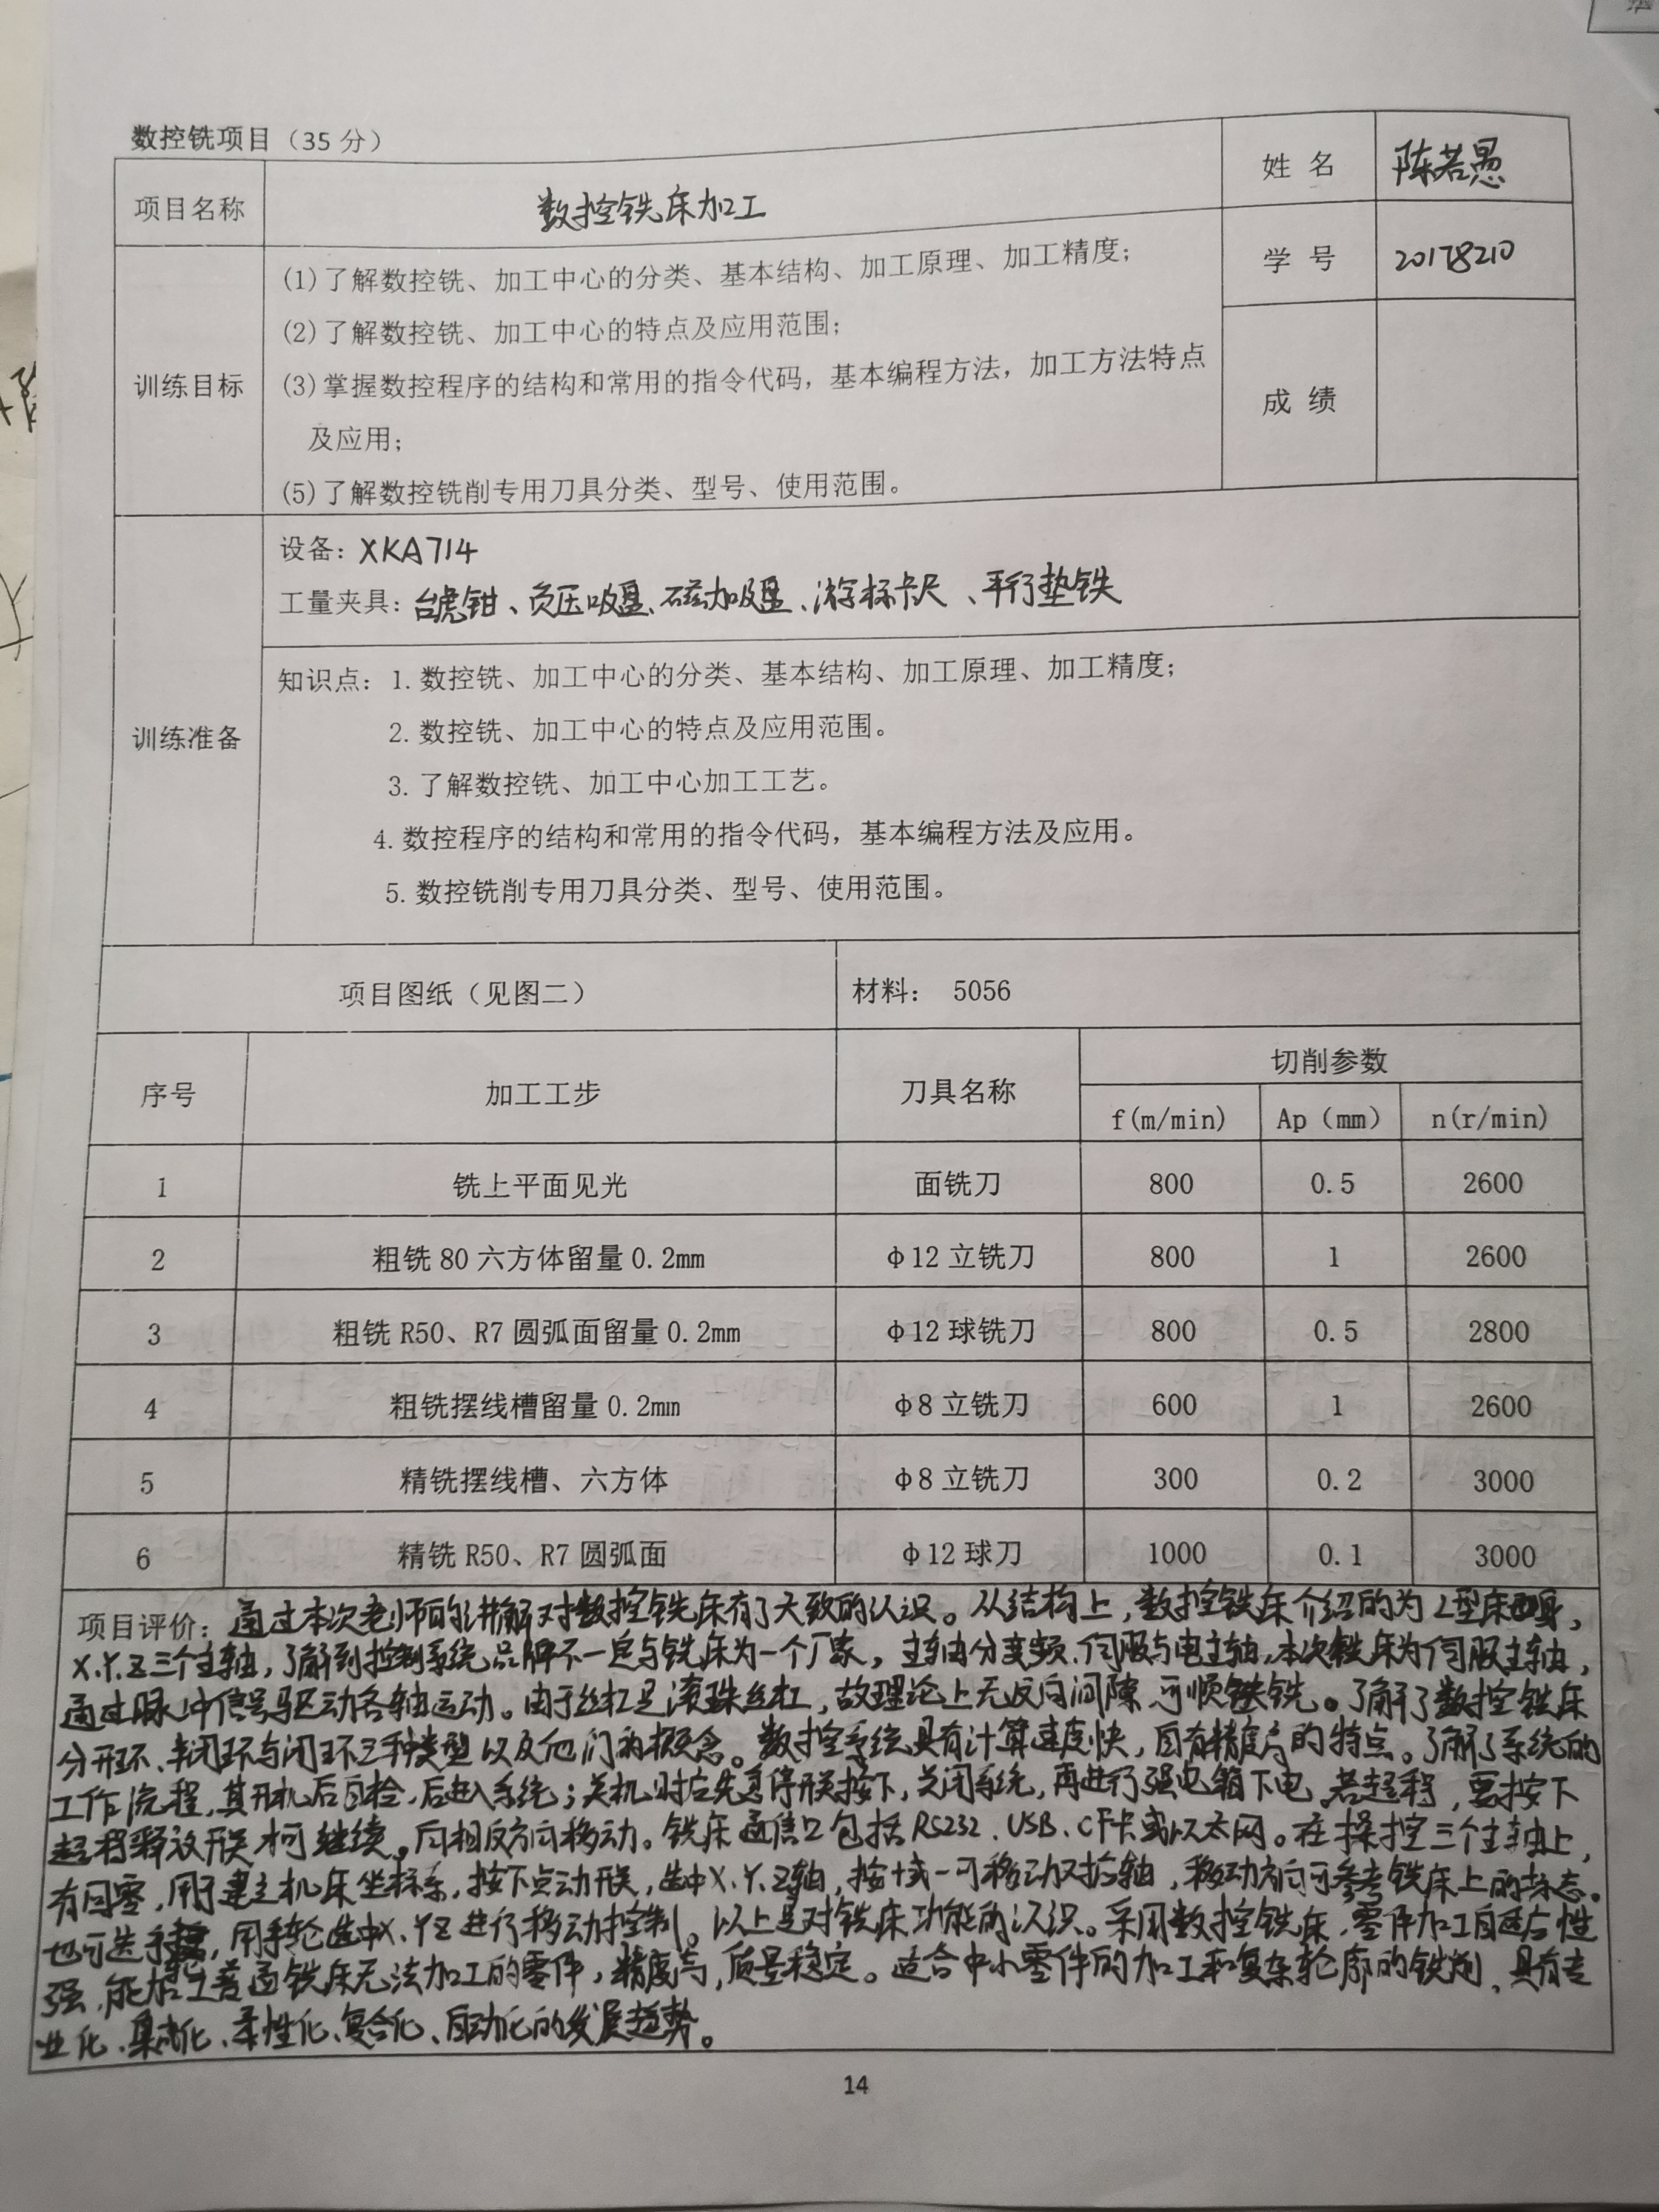 数控铣项目（35 分）
项目名称 数控铣床加工 姓 名 陈若愚
训练目标 (1)了解数控铣、加工中心的分类、基本结构、加工原理、加工精度； 学 号 20178210
(2)了解数控铣、加工中心的特点及应用范围；
(3)掌握数控程序的结构和常用的指令代码，基本编程方法，加工方法特点
及应用； 成 绩
(5)了解数控铣削专用刀具分类、型号、使用范围。
训练准备 设备：XKA714
工量夹具：台虎钳、负压吸盘、磁力吸盘、游标卡尺、平行垫铁
知识点：1.数控铣、加工中心的分类、基本结构、加工原理、加工精度；
2.数控铣、加工中心的特点及应用范围。
3.了解数控铣、加工中心加工工艺。
4.数控程序的结构和常用的指令代码，基本编程方法及应用。
5.数控铣削专用刀具分类、型号、使用范围。
项目图纸（见图二） 材料： 5056
序号 加工工步 刀具名称 切削参数
f(m/min) Ap（mm） n(r/min)
1 铣上平面见光 面铣刀 800 0.5 2600
2 粗铣 80 六方体留量 0.2mm φ12 立铣刀 800 1 2600
3 粗铣 R50、R7 圆弧面留量 0.2mm φ12 球铣刀 800 0.5 2800
4 粗铣摆线槽留量 0.2mm φ8 立铣刀 600 1 2600
5 精铣摆线槽、六方体 φ8 立铣刀 300 0.2 3000
6 精铣 R50、R7 圆弧面 φ12 球刀 1000 0.1 3000
项目评价：通过本次老师的讲解对数控铣床有了大致的认识。从结构上，数控铣床介绍的为L型床身，
X、Y、Z三个主轴，了解到控制系统品牌不一定与铣床为一个厂家，主轴分变频、伺服与电主轴，本次铣床为伺服主轴，
通过脉冲信号驱动各轴运动。由于丝杠是滚珠丝杠，故理论上无反向间隙，可顺铣。了解了数控铣床
分开环、半闭环与闭环三种类型以及他们的概念。数控系统具有计算速度快，自有精度高的特点。了解了系统的
工作流程，其开机后自检，后进入系统；关机时应先急停开关按下，关闭系统，再进行强电箱下电。若超程，要按下
超程释放开关才可继续，向相反方向移动。铣床通信口包括RS232、USB、CF卡或以太网。在操控三个主轴上，
有回零，用于建立机床坐标系，按下点动开关，选中X、Y、Z轴，按+或-可移动对应轴，移动方向可参考铣床上的标志。
也可选手摇，用手轮选中X、YZ进行移动控制。以上是对铣床功能的认识。采用数控铣床，零件加工自适应性
强，能加工普通铣床无法加工的零件，精度高，质量稳定。适合中小零件的加工和复杂轮廓的铣削，具有专
业化、集成化、柔性化、复合化、自动化的发展趋势。
14